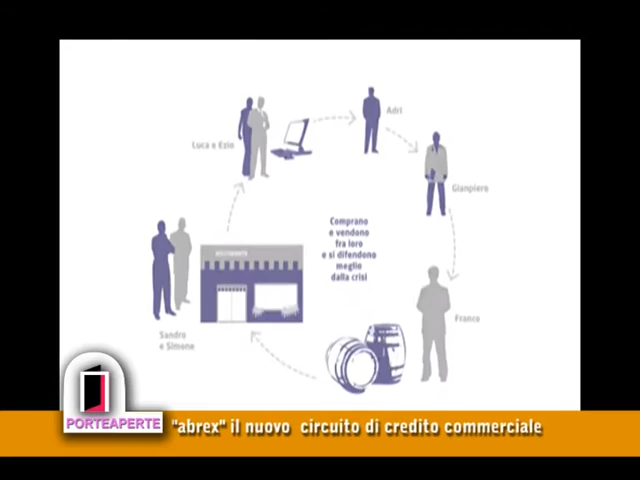 Adri
Luca e Ezio
Gianpiero
Comprano
e vendono
fra loro
e si difendono
meglio
dalla crisi
RISTORANTE
Franco
Sandro
e Simone
PORTEAPERTE
"abrex" il nuovo circuito di credito commerciale